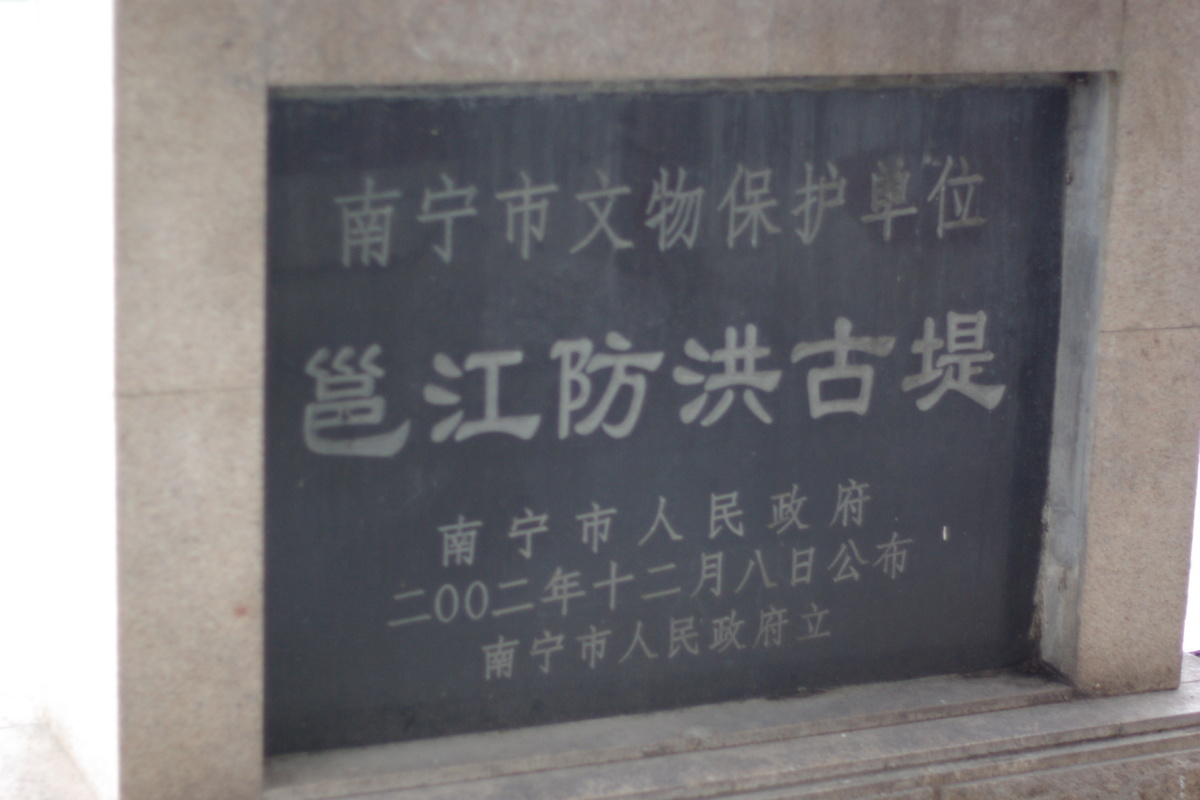 南宁市文物保护单位
邕江防洪古堤
南宁市人民政府
二00二年十二月八日公布
南宁市人民政府立